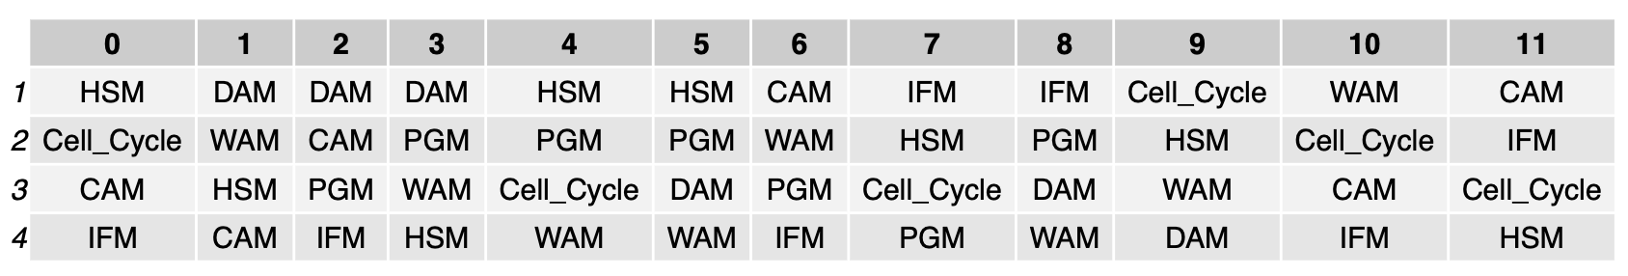 0 1 2 3 4 5 6 7 8 9 10 11
1 HSM DAM DAM DAM HSM HSM CAM IFM IFM Cell_Cycle WAM CAM
2 Cell_Cycle WAM CAM PGM PGM PGM WAM HSM PGM HSM Cell_Cycle IFM
3 CAM HSM PGM WAM Cell_Cycle DAM PGM Cell_Cycle DAM WAM CAM Cell_Cycle
4 IFM CAM IFM HSM WAM WAM IFM PGM WAM DAM IFM HSM